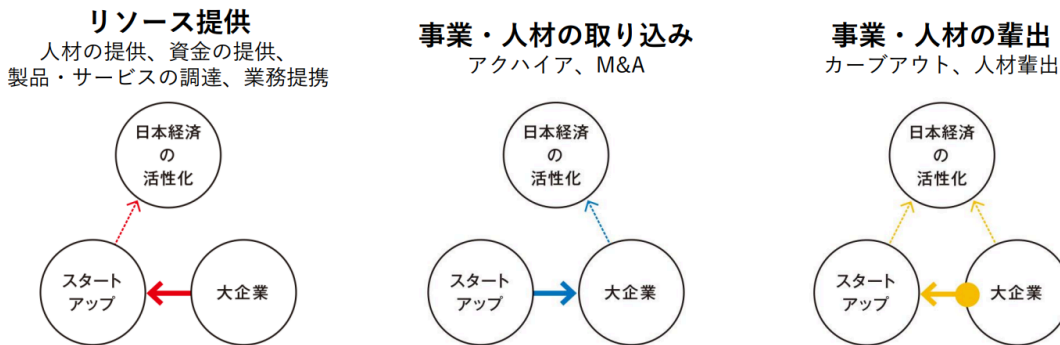 リソース提供
人材の提供、資金の提供、
製品・サービスの調達、業務提携
日本経済
の
活性化
スタート
アップ
大企業
事業・人材の取り込み
アクハイア、M&A
日本経済
の
活性化
スタート
アップ
大企業
事業・人材の輩出
カーブアウト、人材輩出
日本経済
の
活性化
スタート
アップ
大企業